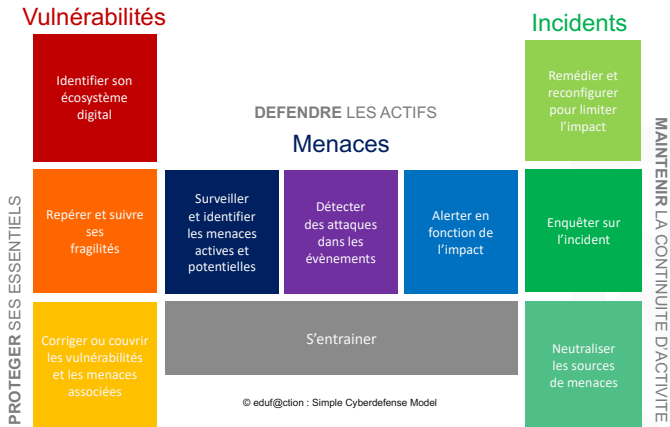 Vulnérabilités
Incidents
Identifier son
écosystème
digital
Remédier et
reconfigurer
pour limiter
l'impact
DEFENDRE LES ACTIFS
Menaces
PROTEGER SES ESSENTIELS
MAINTENIR LA CONTINUITE D'ACTIVITE
Repérer et suivre
ses
fragilités
Surveiller
et identifier
les menaces
actives et
potentielles
Détecter
des attaques
dans les
évènements
Alerter en
fonction de
l'impact
Enquêter sur
l'incident
Corriger ou couvrir
les vulnérabilités
et les menaces
associées
S'entrainer
Neutraliser
les sources
de menaces
© eduf@ction : Simple Cyberdefense Model